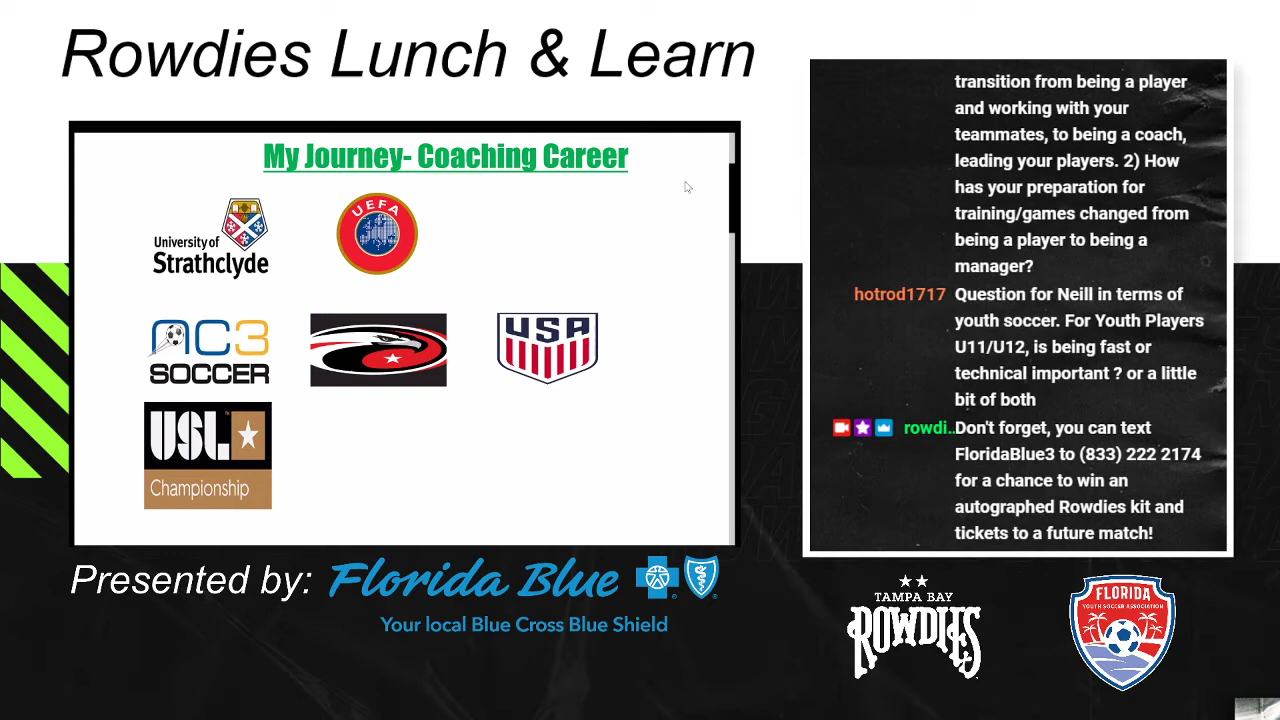 Rowdies Lunch & Learn
My Journey- Coaching Career
University of
Strathclyde
UEFA
NC3
SOCCER
USA
USL
Championship
transition from being a player
and working with your
teammates, to being a coach,
leading your players. 2) How
has your preparation for
training/games changed from
being a player to being a
manager?
hotrod1717 Question for Neill in terms of
youth soccer. For Youth Players
U11/U12, is being fast or
technical important ? or a little
bit of both
rowdi.. Don't forget, you can text
FloridaBlue3 to (833) 222 2174
for a chance to win an
autographed Rowdies kit and
tickets to a future match!
Presented by: Florida Blue
Your local Blue Cross Blue Shield
TAMPA BAY
ROWDIES
FLORIDA
YOUTH SOCCER ASSOCIATION